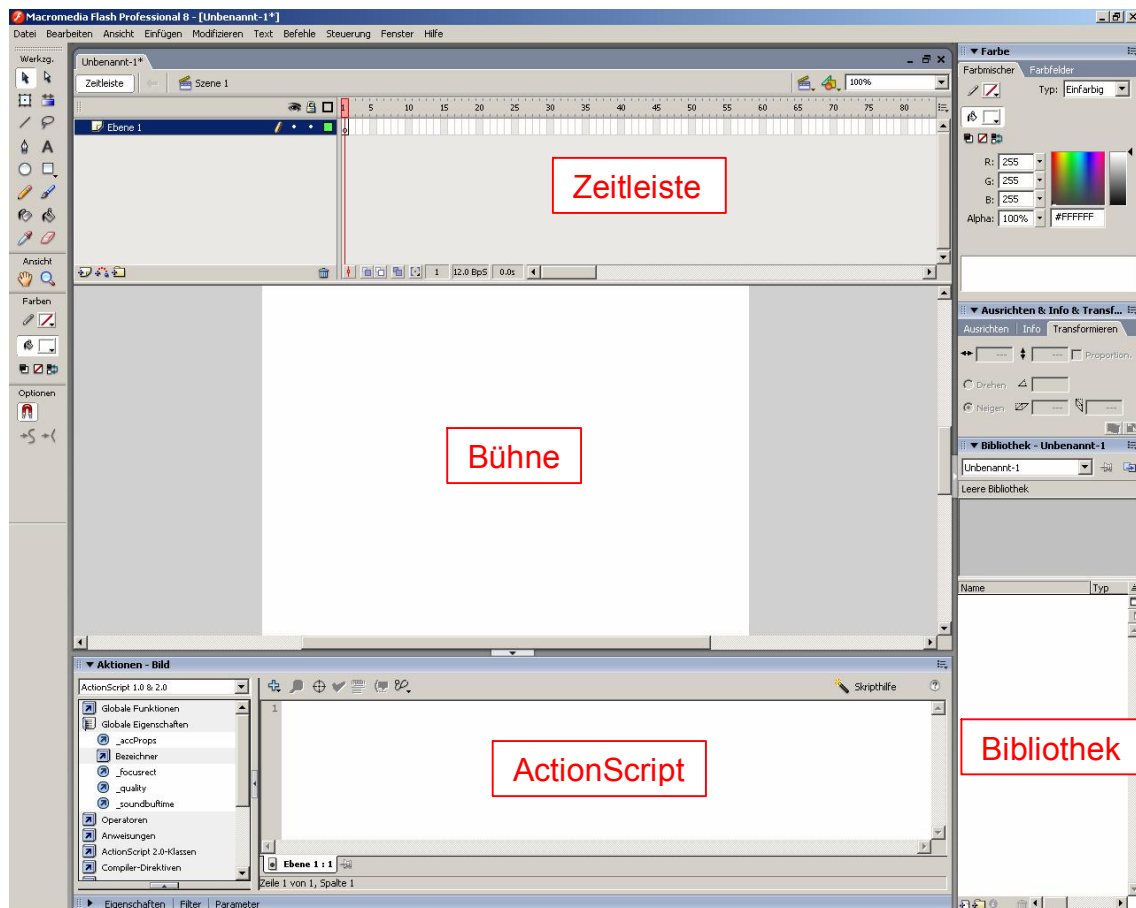 Macromedia Flash Professional 8 - [Unbenannt-1*]
Datei Bearbeiten Ansicht Einfügen Modifizieren Text Befehle Steuerung Fenster Hilfe
Werkzg.
Ansicht
Farben
Optionen
Unbenannt-1*
Zeitleiste Szene 1 100%
1 5 10 15 20 25 30 35 40 45 50 55 60 65 70 75 80
Ebene 1
Zeitleiste
1 12.0 BpS 0.0s
Bühne
Aktionen - Bild
ActionScript 1.0 & 2.0
Skripthilfe
Globale Funktionen
Globale Eigenschaften
_accProps
Bezeichner
_focusrect
_quality
_soundbuftime
Operatoren
Anweisungen
ActionScript 2.0-Klassen
Compiler-Direktiven
1
ActionScript
Ebene 1 : 1
Zeile 1 von 1, Spalte 1
Eigenschaften Filter Parameter
Farbe
Farbmischer Farbfelder
Typ: Einfarbig
R: 255
G: 255
B: 255
Alpha: 100% #FFFFFF
Ausrichten & Info & Transf...
Ausrichten Info Transformieren
Proportion.
Drehen
Neigen
Bibliothek - Unbenannt-1
Unbenannt-1
Leere Bibliothek
Name Typ
Bibliothek